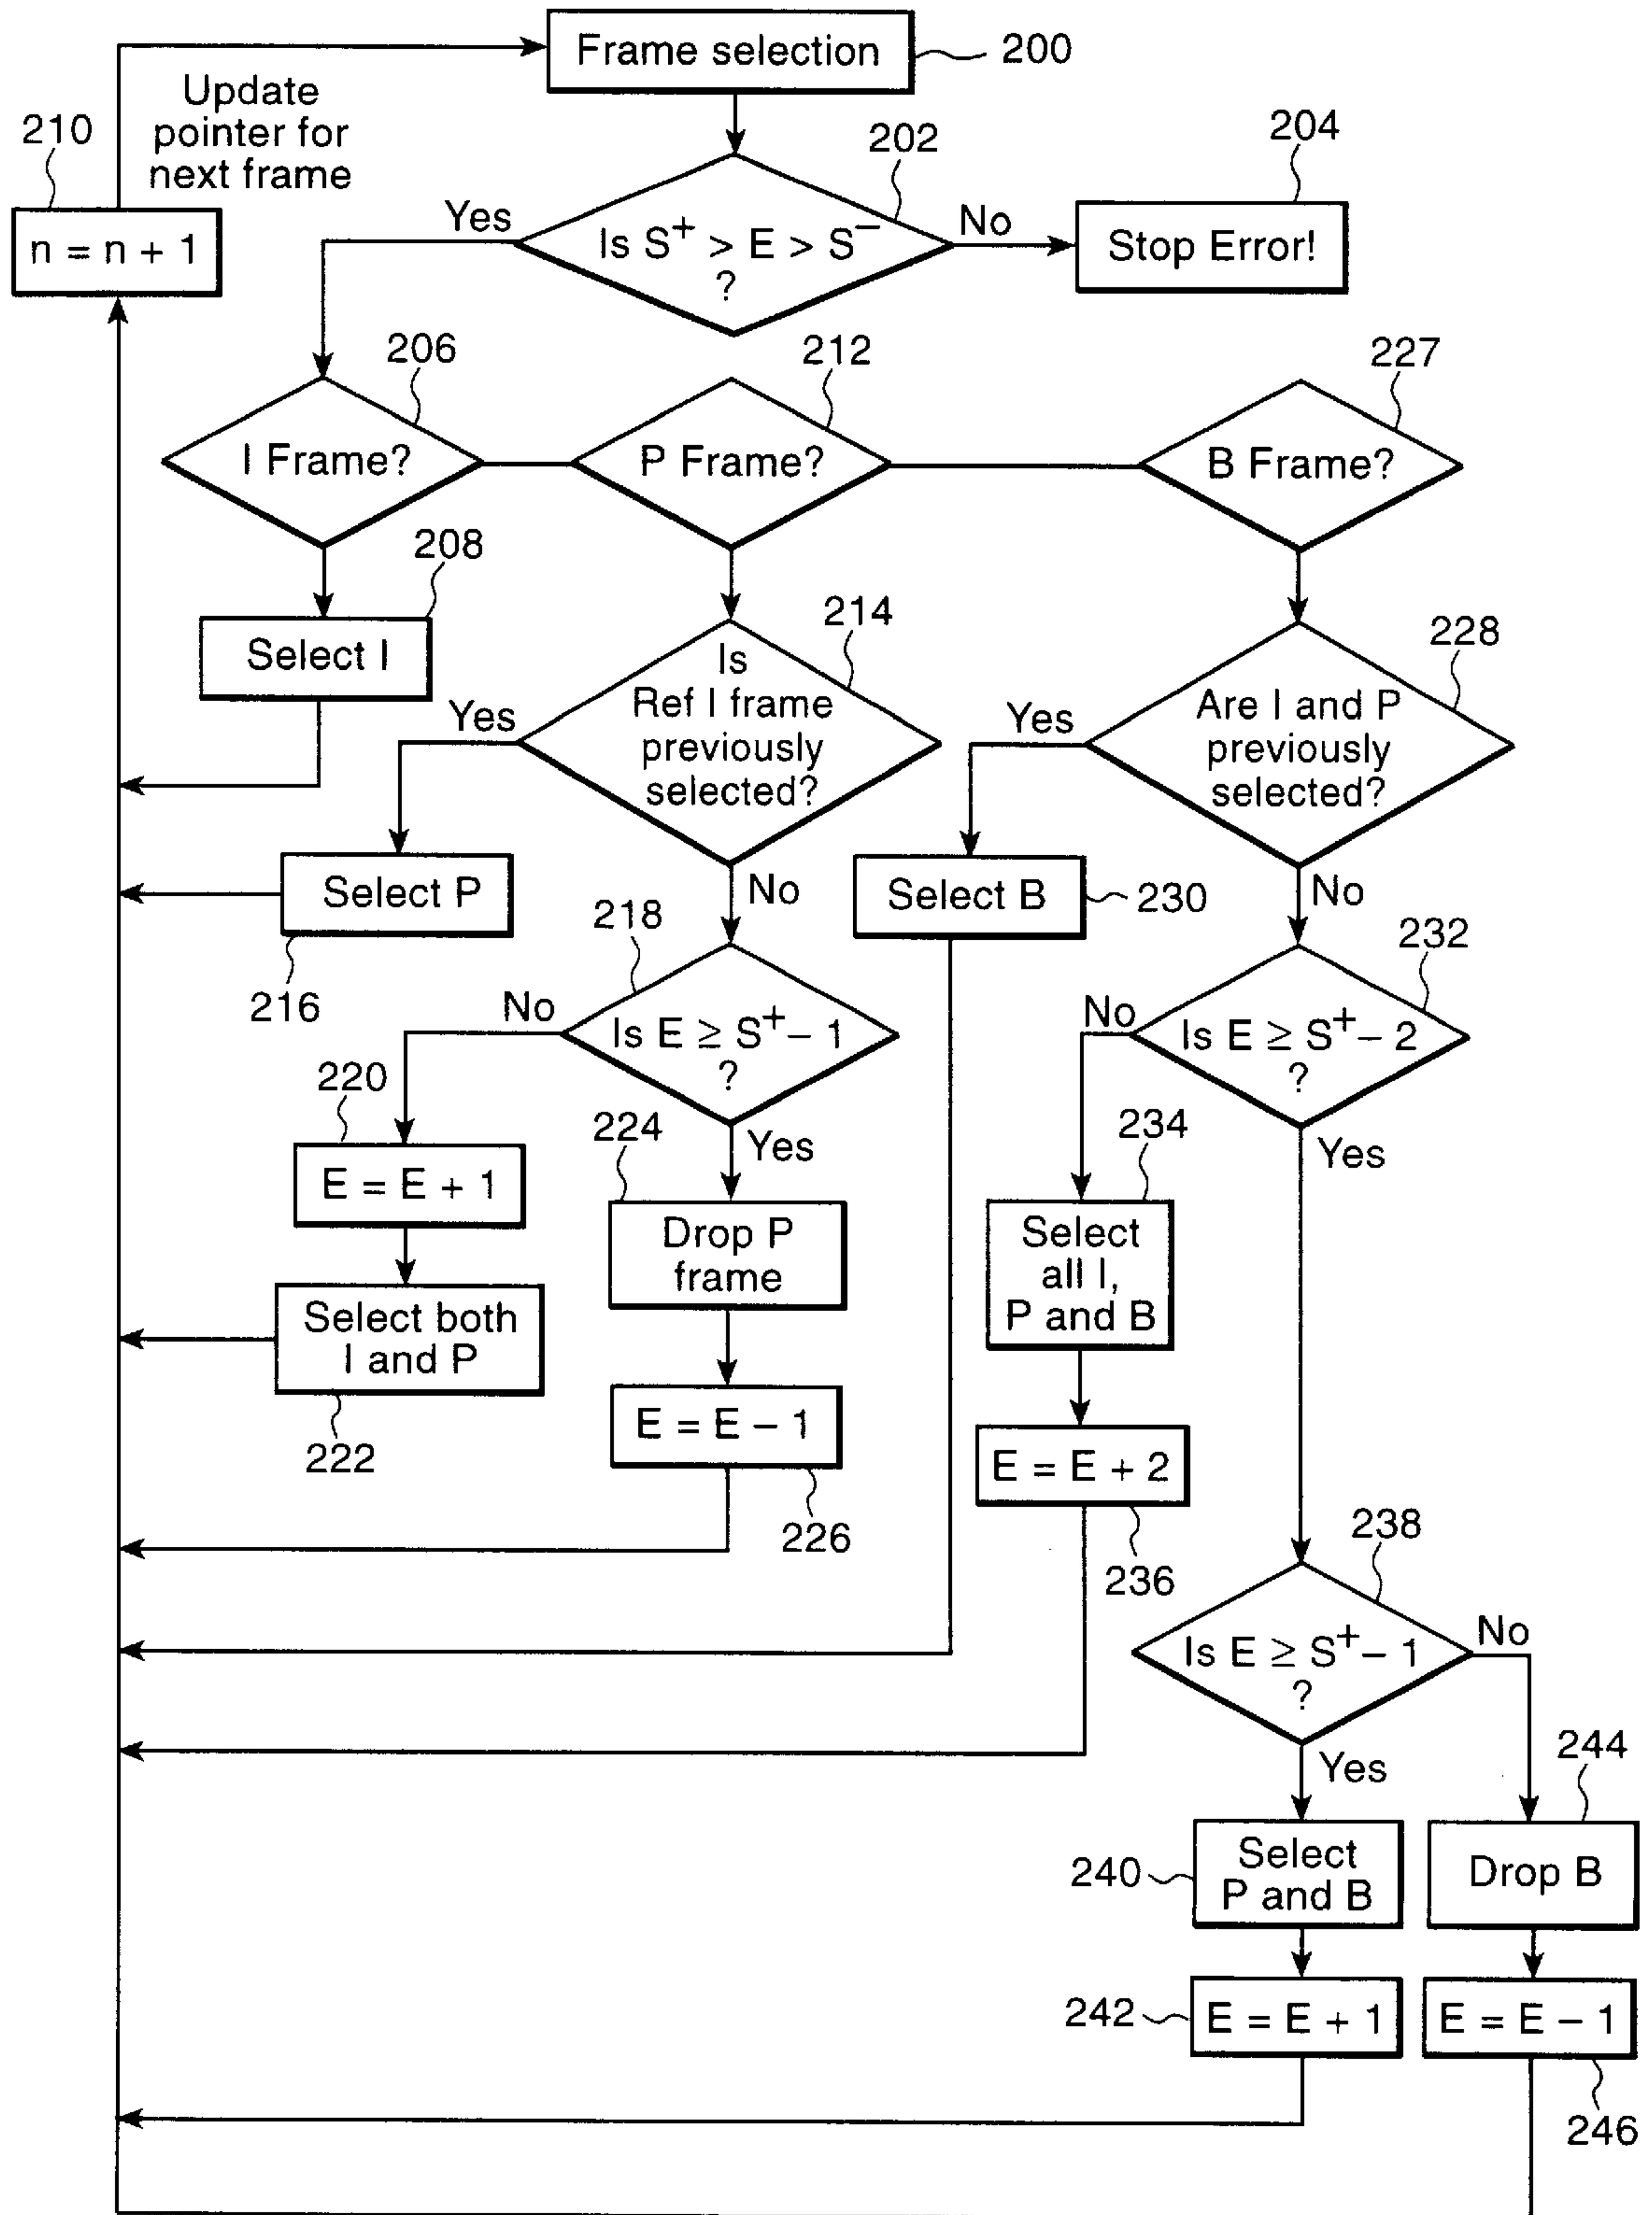 Frame selection
200
Update
pointer for
next frame
210
n = n + 1
202
204
Yes
Is S⁺ > E > S⁻
?
No
Stop Error!
206
212
227
I Frame?
P Frame?
B Frame?
208
Select I
214
Is
Ref I frame
previously
selected?
Yes
228
Are I and P
previously
selected?
Yes
Select P
216
No
Select B
230
No
218
No
Is E ≥ S⁺ – 1
?
232
No
Is E ≥ S⁺ – 2
?
220
E = E + 1
224
Yes
234
Yes
Drop P
frame
Select
all I,
P and B
Select both
I and P
222
E = E – 1
226
E = E + 2
236
238
Is E ≥ S⁺ – 1
?
No
Yes
244
240
Select
P and B
Drop B
242
E = E + 1
E = E – 1
246